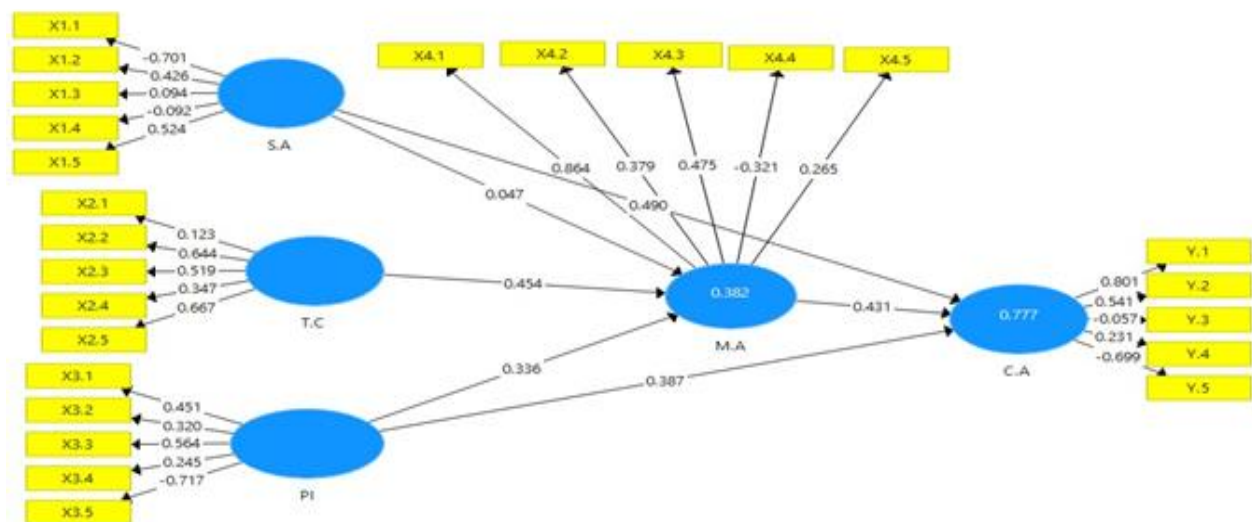 X1.1
X1.2
X1.3
X1.4
X1.5
-0.701
0.426
0.094
-0.092
0.524
S.A
X4.1
X4.2
X4.3
X4.4
X4.5
0.864
0.379
0.475
-0.321
0.265
0.047
0.490
X2.1
X2.2
X2.3
X2.4
X2.5
0.123
0.644
0.519
0.347
0.667
T.C
0.454
0.382
M.A
0.431
0.777
C.A
0.801
0.541
-0.057
0.231
-0.699
Y.1
Y.2
Y.3
Y.4
Y.5
0.336
0.387
X3.1
X3.2
X3.3
X3.4
X3.5
0.451
0.320
0.564
0.245
-0.717
PI